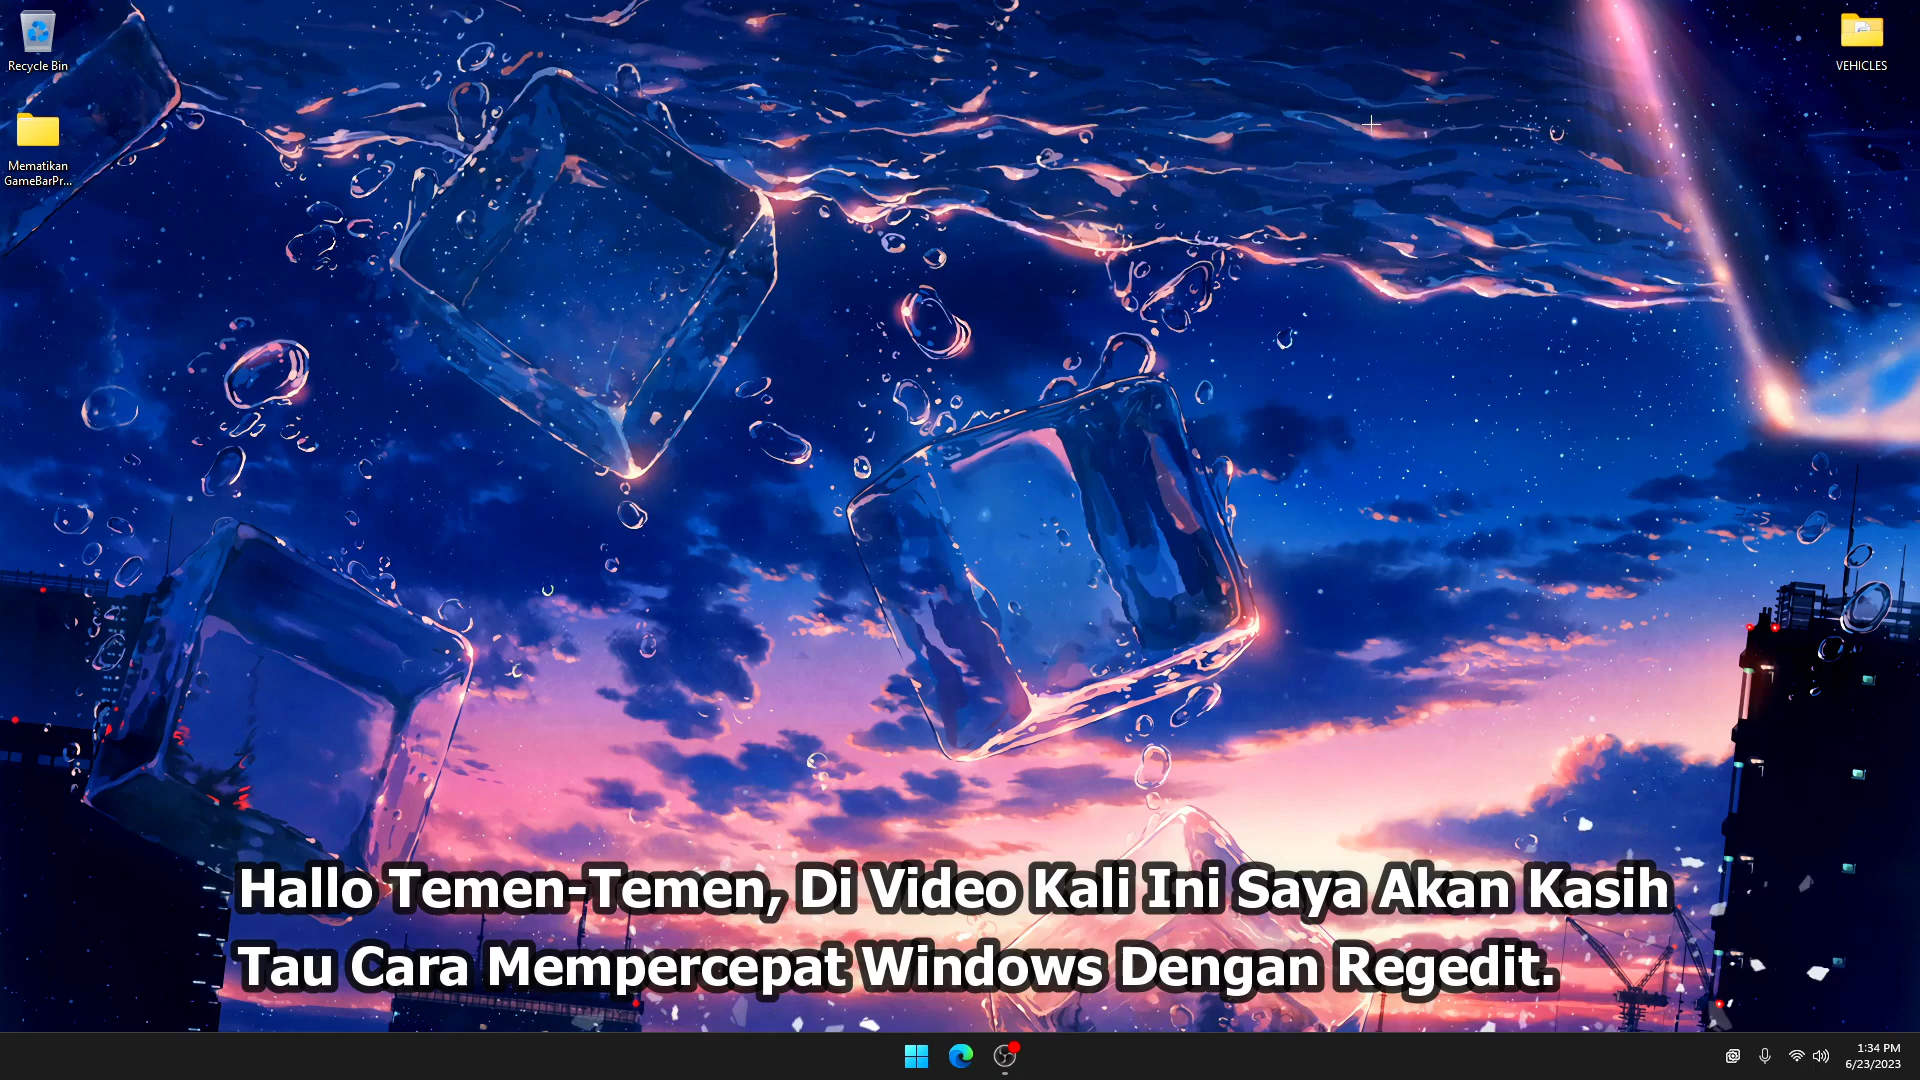 Recycle Bin
VEHICLES
Mematikan
GameBarPr...
Hallo Temen-Temen, Di Video Kali Ini Saya Akan Kasih
Tau Cara Mempercepat Windows Dengan Regedit.
1:34 PM
6/23/2023